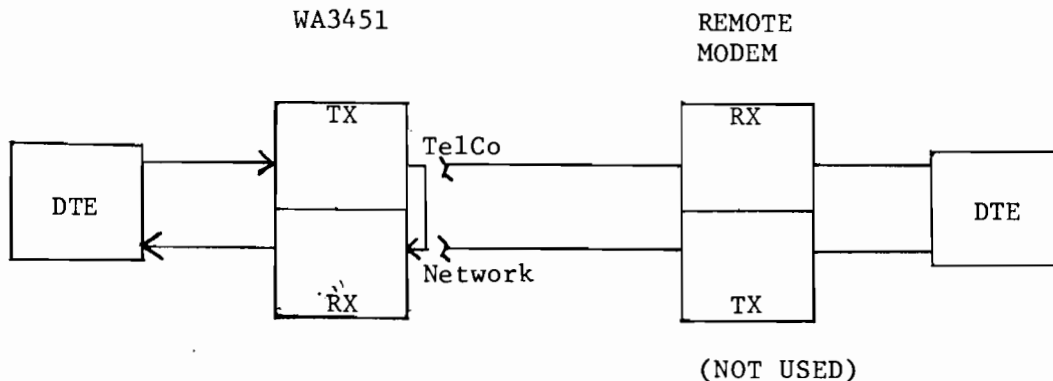 WA3451
REMOTE
MODEM
TX
RX
TelCo
DTE
DTE
Network
RX
TX
(NOT USED)